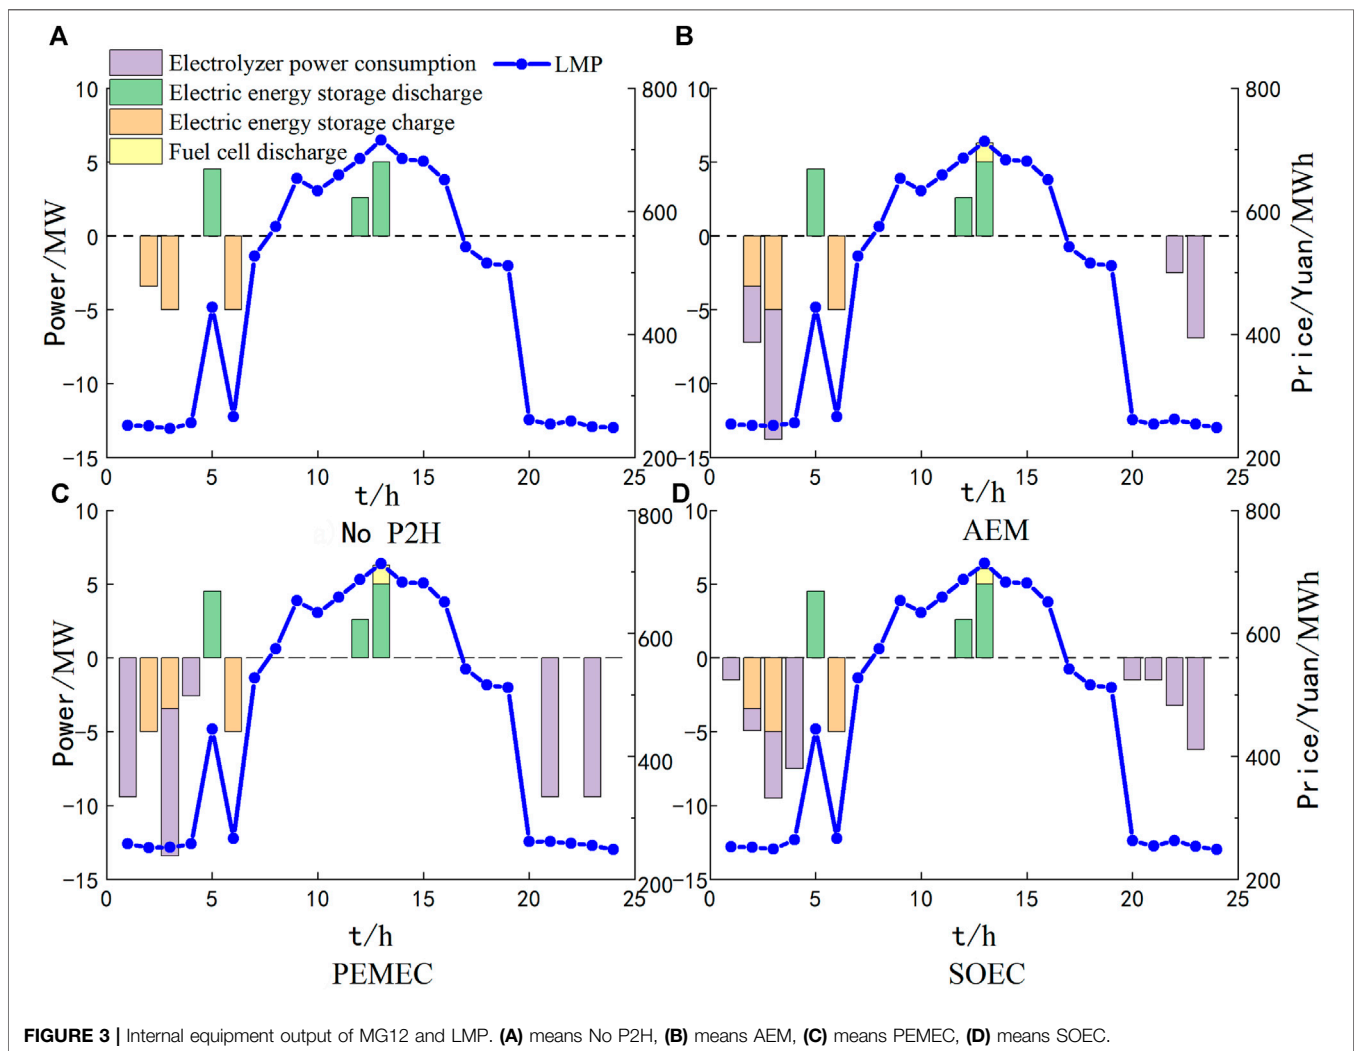 A
B
Electrolyzer power consumption
LMP
Electric energy storage discharge
Electric energy storage charge
Fuel cell discharge
10
5
0
−5
−10
−15
Power/MW
800
600
400
200
0
5
10
15
20
25
t/h
No P2H
10
5
0
−5
−10
−15
800
600
400
200
Price/Yuan/MWh
0
5
10
15
20
25
t/h
AEM
C
D
10
5
0
−5
−10
−15
Power/MW
800
600
400
200
0
5
10
15
20
25
t/h
PEMEC
10
5
0
−5
−10
−15
800
600
400
200
Price/Yuan/MWh
0
5
10
15
20
25
t/h
SOEC
FIGURE 3 | Internal equipment output of MG12 and LMP. (A) means No P2H, (B) means AEM, (C) means PEMEC, (D) means SOEC.